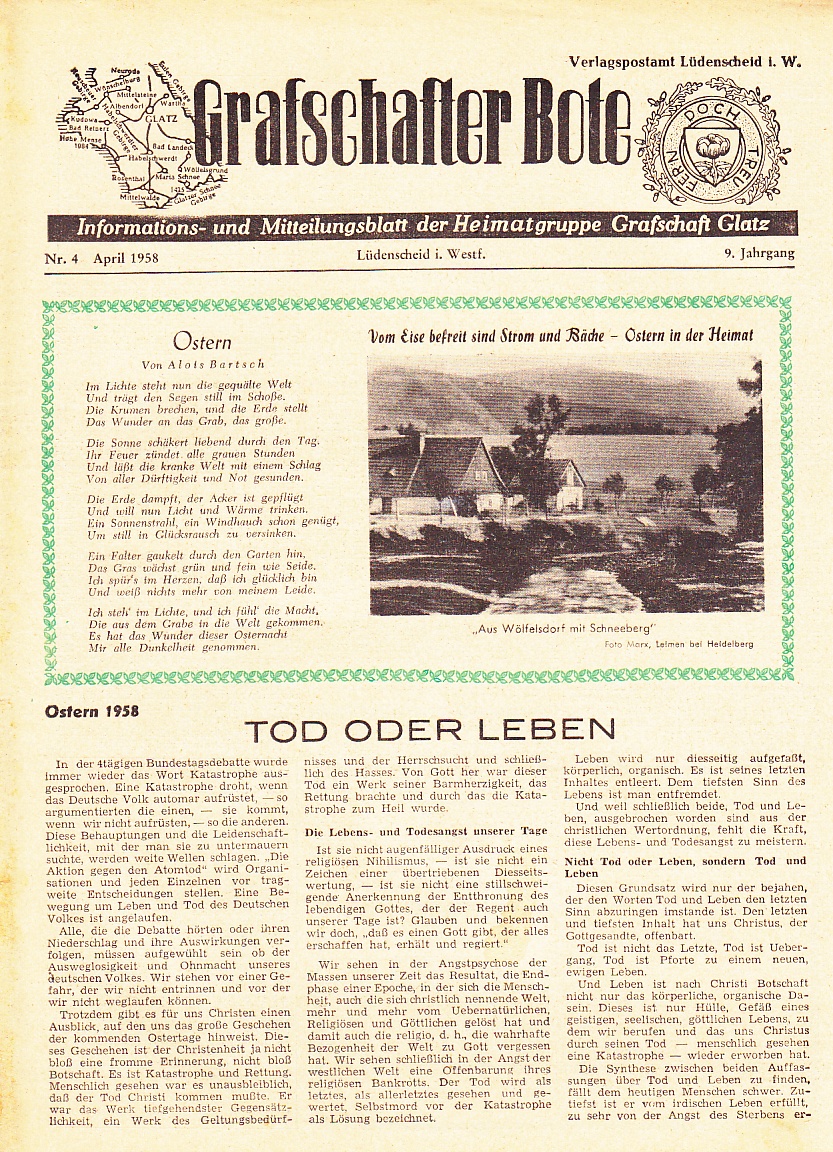 Verlagspostamt Lüdenscheid i. W.
Neurode
Wünschelburg
Mittelsteine
Albendorf
Wartha
GLATZ
Kudowa
Bad Reinerz
Hohe Mense
1084
Bad Landeck
Habelschwerdt
Wölfelsgrund
Rosenthal
Maria Schnee
1425
Mittelwalde
Glatzer Schnee
Gebirge
Grafschafter Bote
FERN DOCH TREU
Informations- und Mitteilungsblatt der Heimatgruppe Grafschaft Glatz
Nr. 4 April 1958
Lüdenscheid i. Westf.
9. Jahrgang
Ostern
Von Alois Bartsch
Im Lichte steht nun die gequälte Welt
Und trägt den Segen still im Schoße.
Die Krumen brechen, und die Erde stellt
Das Wunder an das Grab, das große.
Die Sonne schäkert liebend durch den Tag.
Ihr Feuer zündet alle grauen Stunden
Und läßt die kranke Welt mit einem Schlag
Von aller Dürftigkeit und Not gesunden.
Die Erde dampft, der Acker ist gepflügt
Und will nun Licht und Wärme trinken.
Ein Sonnenstrahl, ein Windhauch schon genügt,
Um still in Glücksrausch zu versinken.
Ein Falter gaukelt durch den Garten hin,
Das Gras wächst grün und fein wie Seide.
Ich spür's im Herzen, daß ich glücklich bin
Und weiß nichts mehr von meinem Leide.
Ich steh' im Lichte, und ich fühl' die Macht,
Die aus dem Grabe in die Welt gekommen.
Es hat das Wunder dieser Osternacht
Mir alle Dunkelheit genommen.
Vom Eise befreit sind Strom und Bäche – Ostern in der Heimat
„Aus Wölfelsdorf mit Schneeberg"
Foto Marx, Leimen bei Heidelberg
Ostern 1958
TOD ODER LEBEN
In der 4tägigen Bundestagsdebatte wurde
immer wieder das Wort Katastrophe aus-
gesprochen. Eine Katastrophe droht, wenn
das Deutsche Volk automar aufrüstet, — so
argumentierten die einen, — sie kommt,
wenn wir nicht aufrüsten, — so die anderen.
Diese Behauptungen und die Leidenschaft-
lichkeit, mit der man sie zu untermauern
suchte, werden weite Wellen schlagen. „Die
Aktion gegen den Atomtod" wird Organi-
sationen und jeden Einzelnen vor trag-
weite Entscheidungen stellen. Eine Be-
wegung um Leben und Tod des Deutschen
Volkes ist angelaufen.
Alle, die die Debatte hörten oder ihren
Niederschlag und ihre Auswirkungen ver-
folgen, müssen aufgewühlt sein ob der
Ausweglosigkeit und Ohnmacht unseres
deutschen Volkes. Wir stehen vor einer Ge-
fahr, der wir nicht entrinnen und vor der
wir nicht weglaufen können.
Trotzdem gibt es für uns Christen einen
Ausblick, auf den uns das große Geschehen
der kommenden Ostertage hinweist. Die-
ses Geschehen ist der Christenheit ja nicht
bloß eine fromme Erinnerung, nicht bloß
Botschaft. Es ist Katastrophe und Rettung.
Menschlich gesehen war es unausbleiblich,
daß der Tod Christi kommen mußte. Er
war das Werk tiefgehendster Gegensätz-
lichkeit, ein Werk des Geltungsbedürf-
nisses und der Herrschsucht und schließ-
lich des Hasses. Von Gott her war dieser
Tod ein Werk seiner Barmherzigkeit, das
Rettung brachte und durch das die Kata-
strophe zum Heil wurde.
Die Lebens- und Todesangst unserer Tage
Ist sie nicht augenfälliger Ausdruck eines
religiösen Nihilismus, — ist sie nicht ein
Zeichen einer übertriebenen Diesseits-
wertung, — ist sie nicht eine stillschwei-
gende Anerkennung der Entthronung des
lebendigen Gottes, der der Regent auch
unserer Tage ist? Glauben und bekennen
wir doch, „daß es einen Gott gibt, der alles
erschaffen hat, erhält und regiert."
Wir sehen in der Angstpsychose der
Massen unserer Zeit das Resultat, die End-
phase einer Epoche, in der sich die Mensch-
heit, auch die sich christlich nennende Welt,
mehr und mehr vom Uebernatürlichen,
Religiösen und Göttlichen gelöst hat und
damit auch die religio, d. h., die wahrhafte
Bezogenheit der Welt zu Gott vergessen
hat. Wir sehen schließlich in der Angst der
westlichen Welt eine Offenbarung ihres
religiösen Bankrotts. Der Tod wird als
letztes, als allerletztes gesehen und ge-
wertet. Selbstmord vor der Katastrophe
als Lösung bezeichnet.
Leben wird nur diesseitig aufgefaßt,
körperlich, organisch. Es ist seines letzten
Inhaltes entleert. Dem tiefsten Sinn des
Lebens ist man entfremdet.
Und weil schließlich beide, Tod und Le-
ben, ausgebrochen worden sind aus der
christlichen Wertordnung, fehlt die Kraft,
diese Lebens- und Todesangst zu meistern.
Nicht Tod oder Leben, sondern Tod und
Leben
Diesen Grundsatz wird nur der bejahen,
der den Worten Tod und Leben den letzten
Sinn abzuringen imstande ist. Den letzten
und tiefsten Inhalt hat uns Christus, der
Gottgesandte, offenbart.
Tod ist nicht das Letzte, Tod ist Ueber-
gang, Tod ist Pforte zu einem neuen,
ewigen Leben.
Und Leben ist nach Christi Botschaft
nicht nur das körperliche, organische Da-
sein. Dieses ist nur Hülle, Gefäß eines
geistigen, seelischen, göttlichen Lebens, zu
dem wir berufen und das uns Christus
durch seinen Tod — menschlich gesehen
eine Katastrophe — wieder erworben hat.
Die Synthese zwischen beiden Auffas-
sungen über Tod und Leben zu finden,
fällt dem heutigen Menschen schwer. Zu-
tiefst ist er vom irdischen Leben erfüllt,
zu sehr von der Angst des Sterbens er-